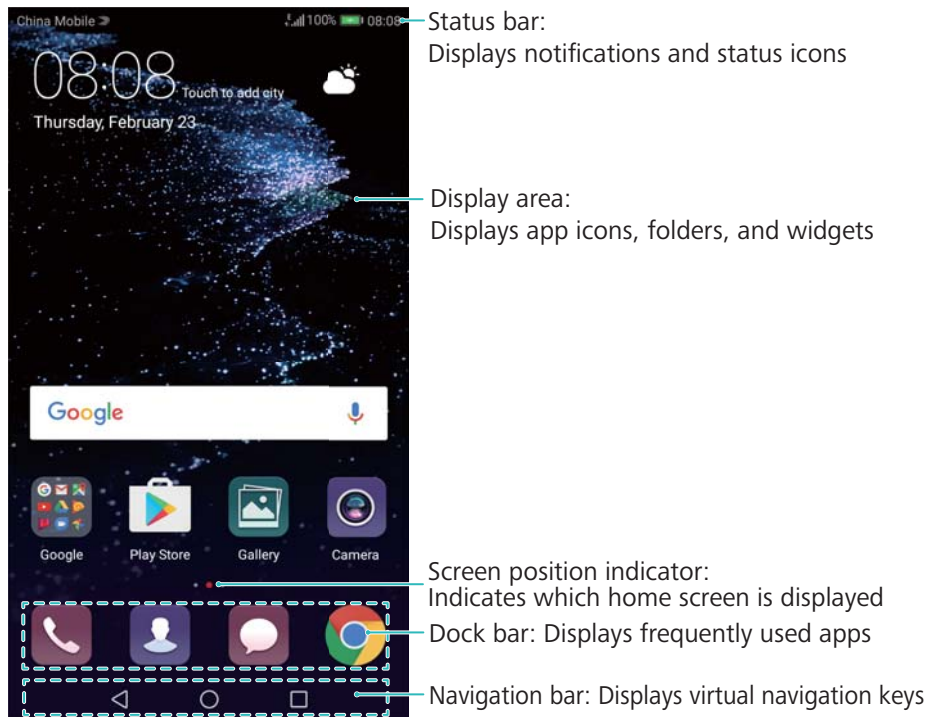 China Mobile
100% 08:08
Status bar:
Displays notifications and status icons
08:08
Touch to add city
Thursday, February 23
Display area:
Displays app icons, folders, and widgets
Google
Google
Play Store
Gallery
Camera
Screen position indicator:
Indicates which home screen is displayed
Dock bar: Displays frequently used apps
Navigation bar: Displays virtual navigation keys